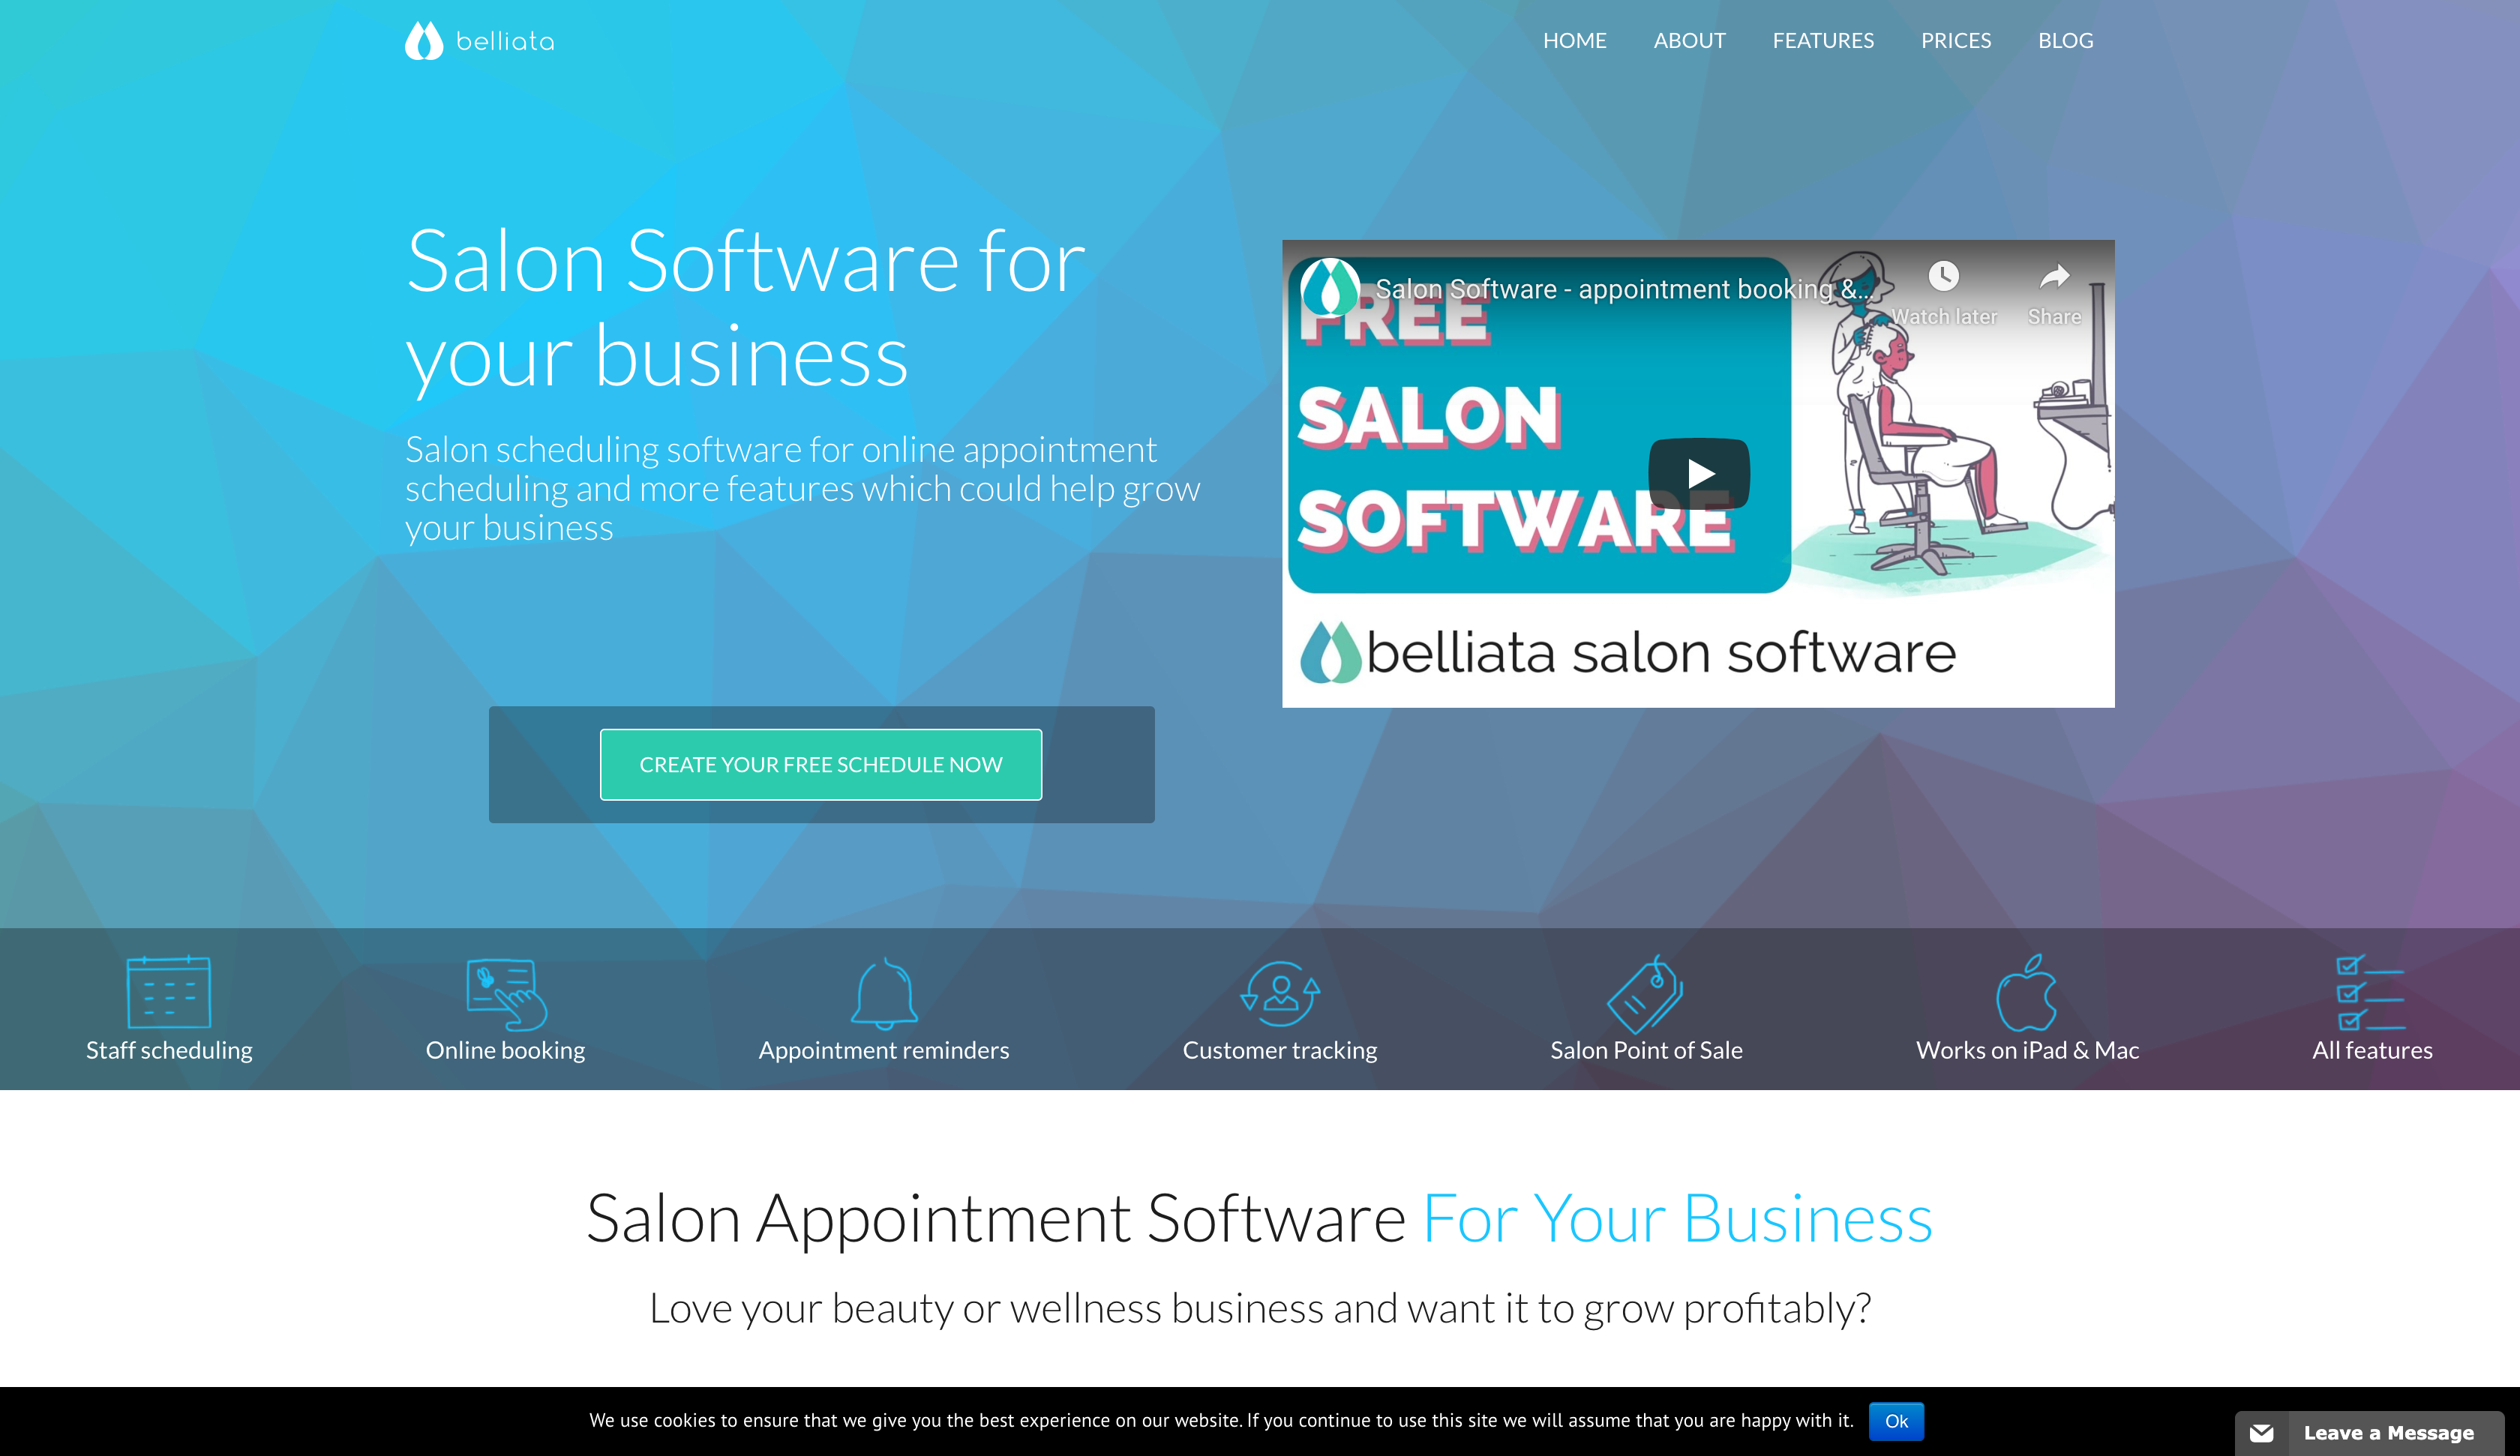 belliata
HOME
ABOUT
FEATURES
PRICES
BLOG
Salon Software for
your business
Salon scheduling software for online appointment
scheduling and more features which could help grow
your business
CREATE YOUR FREE SCHEDULE NOW
Salon Software - appointment booking &...
Watch later
Share
FREE
SALON
SOFTWARE
belliata salon software
Staff scheduling
Online booking
Appointment reminders
Customer tracking
Salon Point of Sale
Works on iPad & Mac
All features
Salon Appointment Software For Your Business
Love your beauty or wellness business and want it to grow profitably?
We use cookies to ensure that we give you the best experience on our website. If you continue to use this site we will assume that you are happy with it.
Ok
Leave a Message